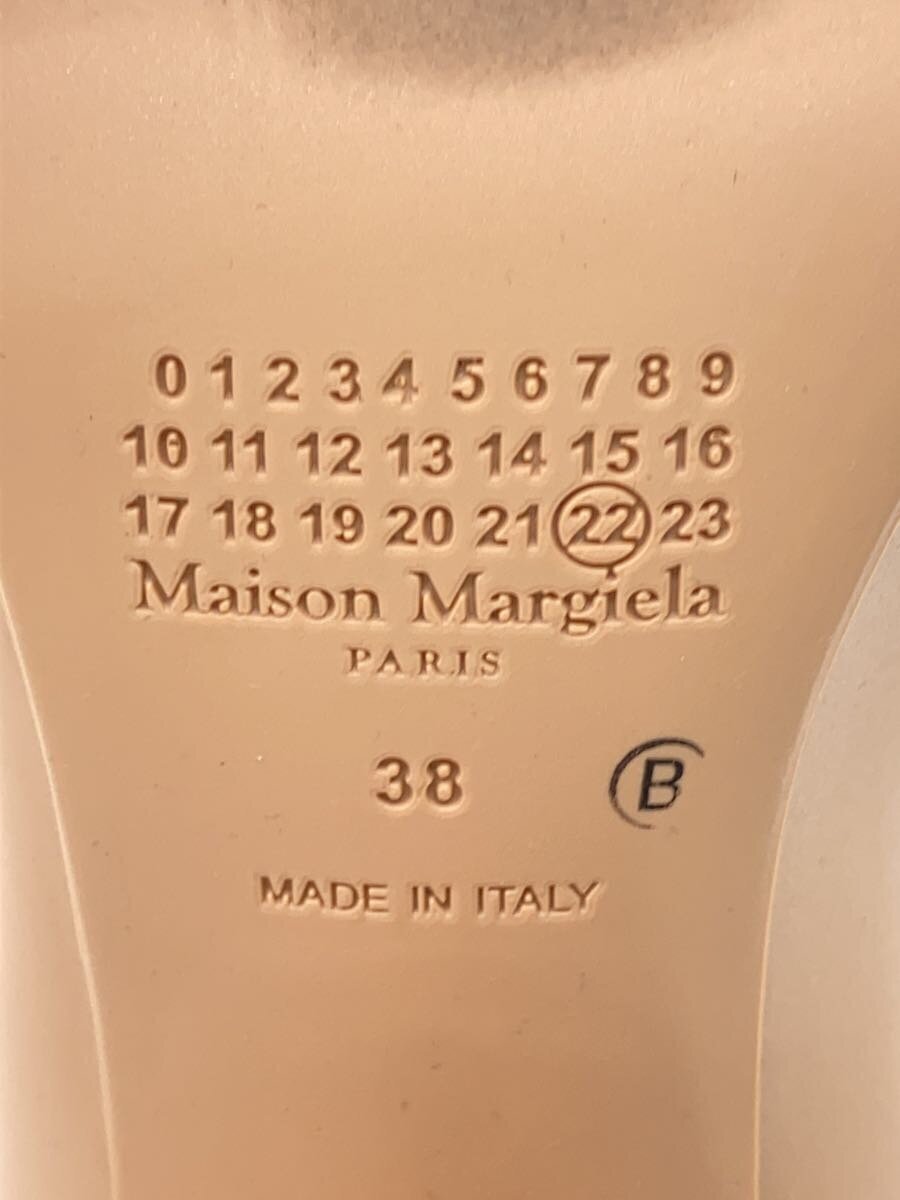 0 1 2 3 4 5 6 7 8 9
10 11 12 13 14 15 16
17 18 19 20 21 22 23
Maison Margiela
PARIS
38 B
MADE IN ITALY